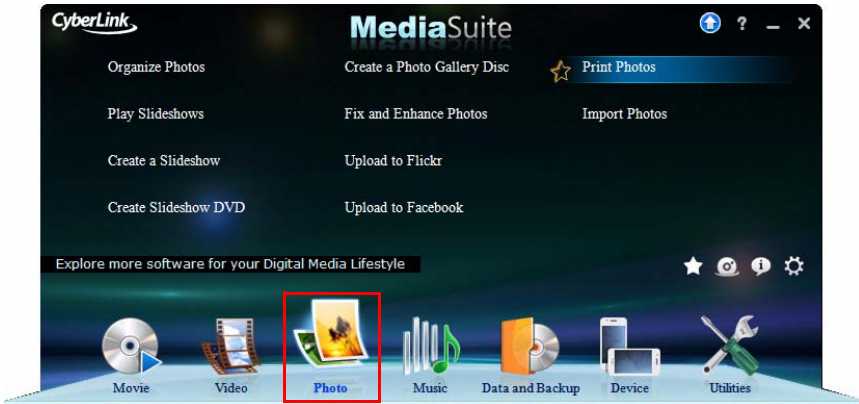 CyberLink
MediaSuite
?
Organize Photos
Create a Photo Gallery Disc
Print Photos
Play Slideshows
Fix and Enhance Photos
Import Photos
Create a Slideshow
Upload to Flickr
Create Slideshow DVD
Upload to Facebook
Explore more software for your Digital Media Lifestyle
Movie
Video
Photo
Music
Data and Backup
Device
Utilities